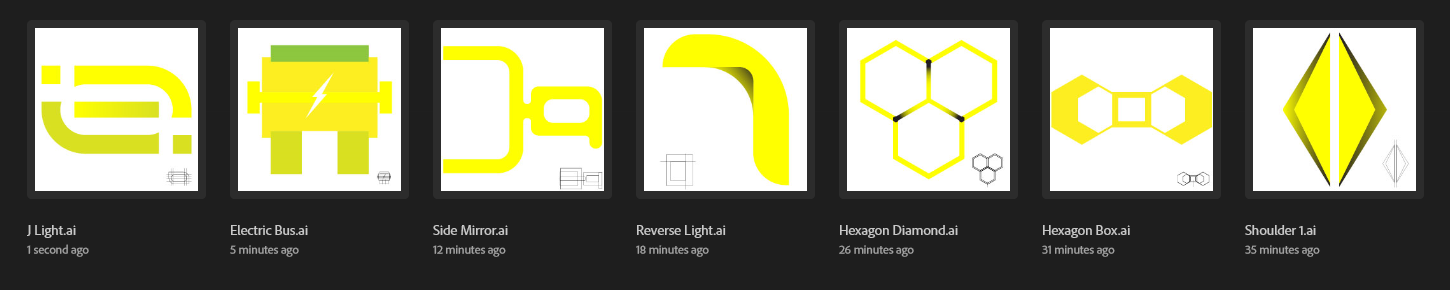 J Light.ai
1 second ago
Electric Bus.ai
5 minutes ago
Side Mirror.ai
12 minutes ago
Reverse Light.ai
18 minutes ago
Hexagon Diamond.ai
26 minutes ago
Hexagon Box.ai
31 minutes ago
Shoulder 1.ai
35 minutes ago